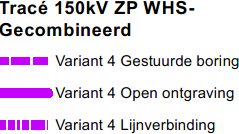 Tracé 150kV ZP WHS-
Gecombineerd
Variant 4 Gestuurde boring
Variant 4 Open ontgraving
Variant 4 Lijnverbinding